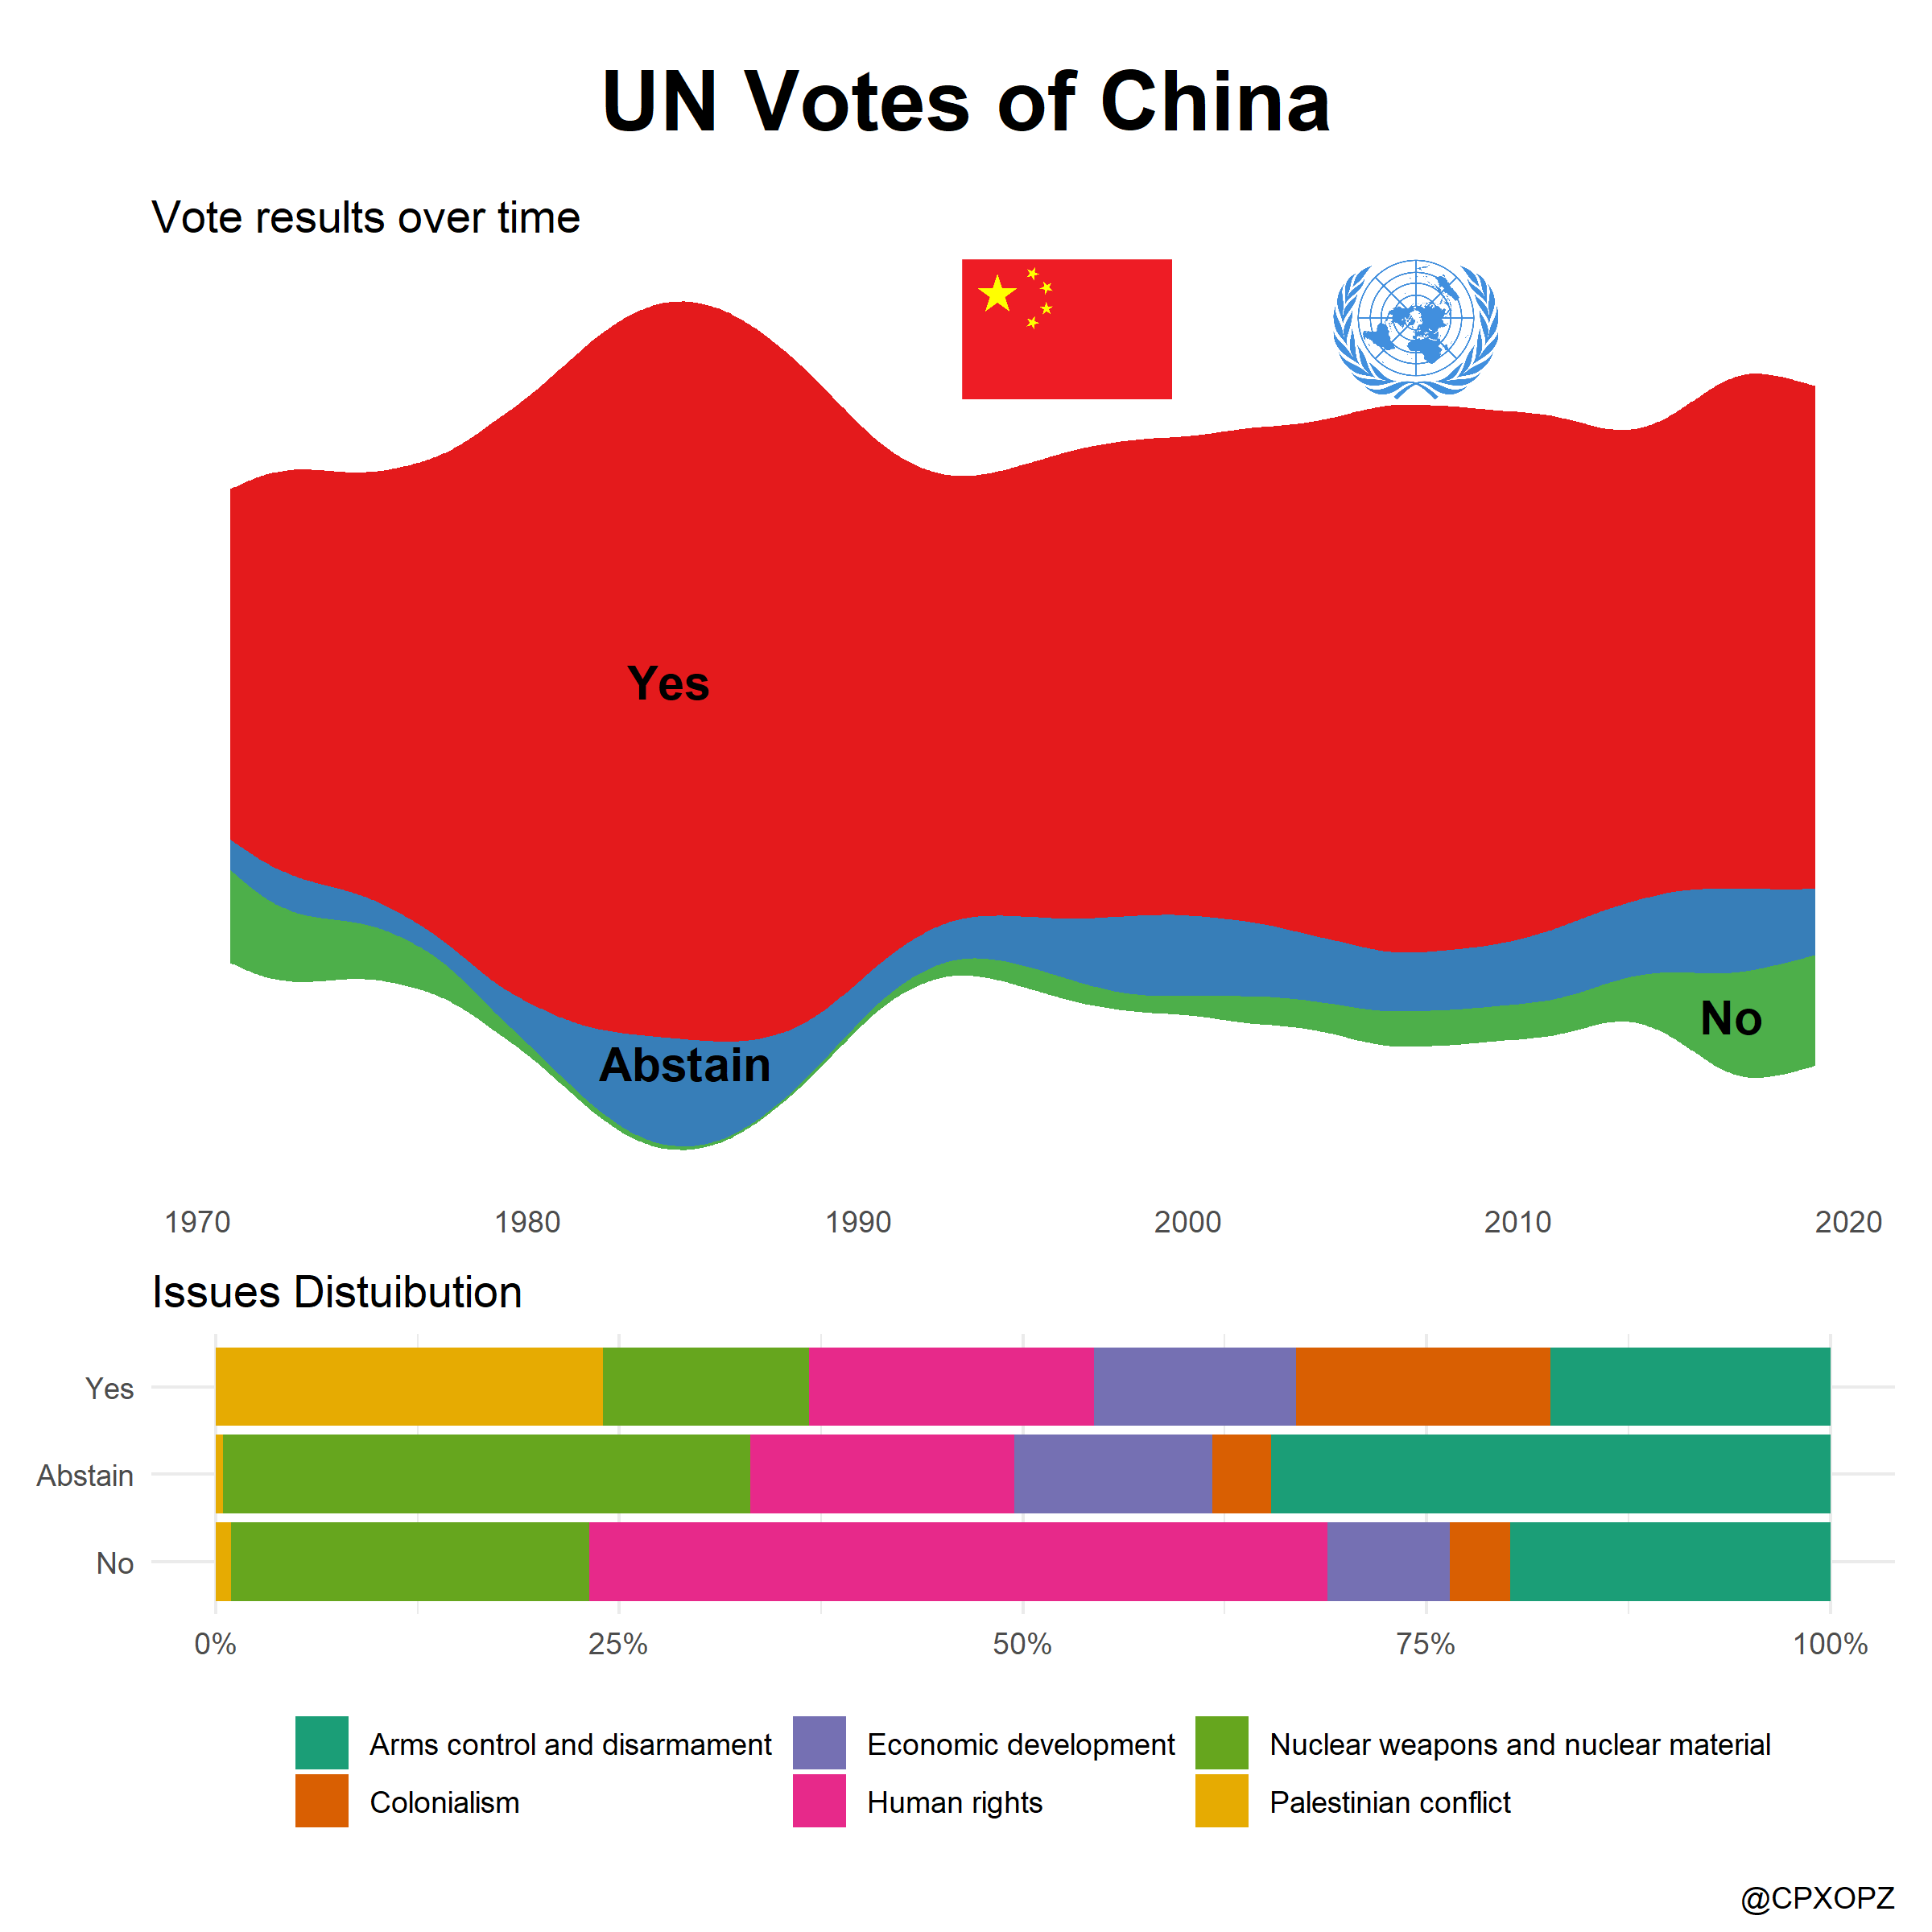 UN Votes of China
Vote results over time
Yes
Abstain
No
1970 1980 1990 2000 2010 2020
Issues Distuibution
Yes
Abstain
No
0% 25% 50% 75% 100%
Arms control and disarmament Economic development Nuclear weapons and nuclear material
Colonialism Human rights Palestinian conflict
@CPXOPZ